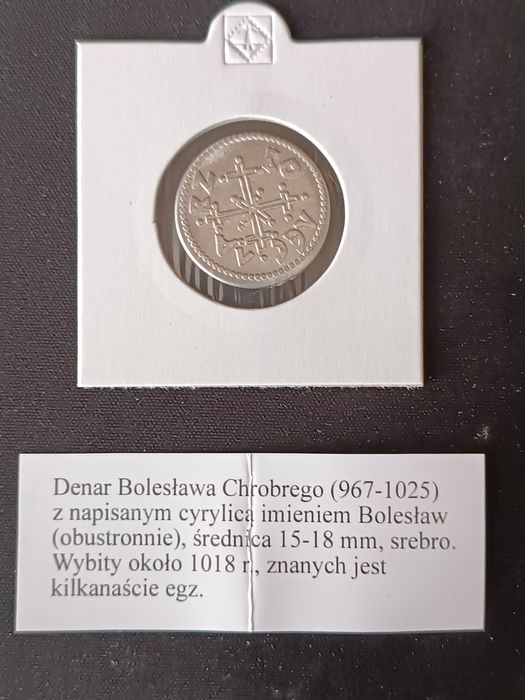 Denar Bolesława Chrobrego (967-1025)
z napisanym cyrylicą imieniem Bolesław
(obustronnie), średnica 15-18 mm, srebro.
Wybity około 1018 r., znanych jest
kilkanaście egz.